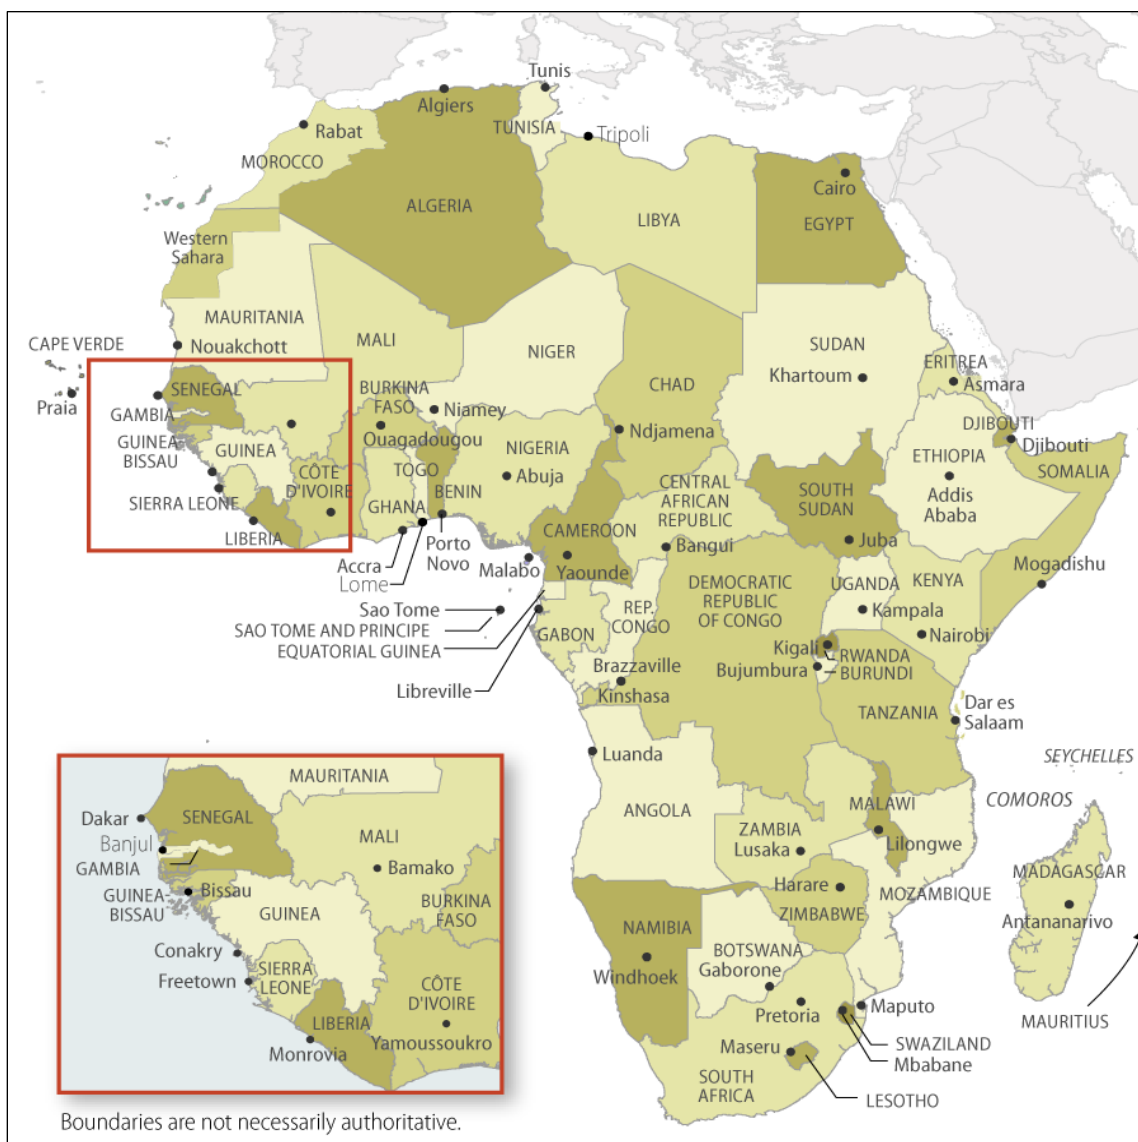 Tunis
Algiers
TUNISIA
Rabat
Tripoli
MOROCCO
Cairo
ALGERIA
LIBYA
EGYPT
Western
Sahara
MAURITANIA
Nouakchott
MALI
NIGER
SUDAN
Khartoum
CAPE VERDE
Praia
CHAD
ERITREA
Asmara
SENEGAL
GAMBIA
GUINEA-
BISSAU
GUINEA
SIERRA LEONE
LIBERIA
CÔTE
D'IVOIRE
BURKINA
FASO
Ouagadougou
Niamey
NIGERIA
Abuja
Ndjamena
DJIBOUTI
Djibouti
ETHIOPIA
Addis
Ababa
SOMALIA
TOGO
BENIN
GHANA
CENTRAL
AFRICAN
REPUBLIC
Bangui
SOUTH
SUDAN
Juba
CAMEROON
Yaounde
Accra
Lome
Porto
Novo
Malabo
Mogadishu
Sao Tome
SAO TOME AND PRINCIPE
EQUATORIAL GUINEA
Libreville
GABON
REP.
CONGO
Brazzaville
Kinshasa
DEMOCRATIC
REPUBLIC
OF CONGO
UGANDA
Kampala
KENYA
Nairobi
Kigali
RWANDA
Bujumbura
BURUNDI
TANZANIA
Dar es
Salaam
SEYCHELLES
COMOROS
Luanda
ANGOLA
ZAMBIA
Lusaka
MALAWI
Lilongwe
Harare
ZIMBABWE
MOZAMBIQUE
MADAGASCAR
Antananarivo
NAMIBIA
Windhoek
BOTSWANA
Gaborone
Pretoria
Maputo
MAURITIUS
SWAZILAND
Mbabane
Maseru
SOUTH
AFRICA
LESOTHO
MAURITANIA
Dakar
SENEGAL
Banjul
GAMBIA
MALI
Bamako
GUINEA-
BISSAU
Bissau
GUINEA
BURKINA
FASO
Conakry
Freetown
SIERRA
LEONE
CÔTE
D'IVOIRE
LIBERIA
Yamoussoukro
Monrovia
Boundaries are not necessarily authoritative.